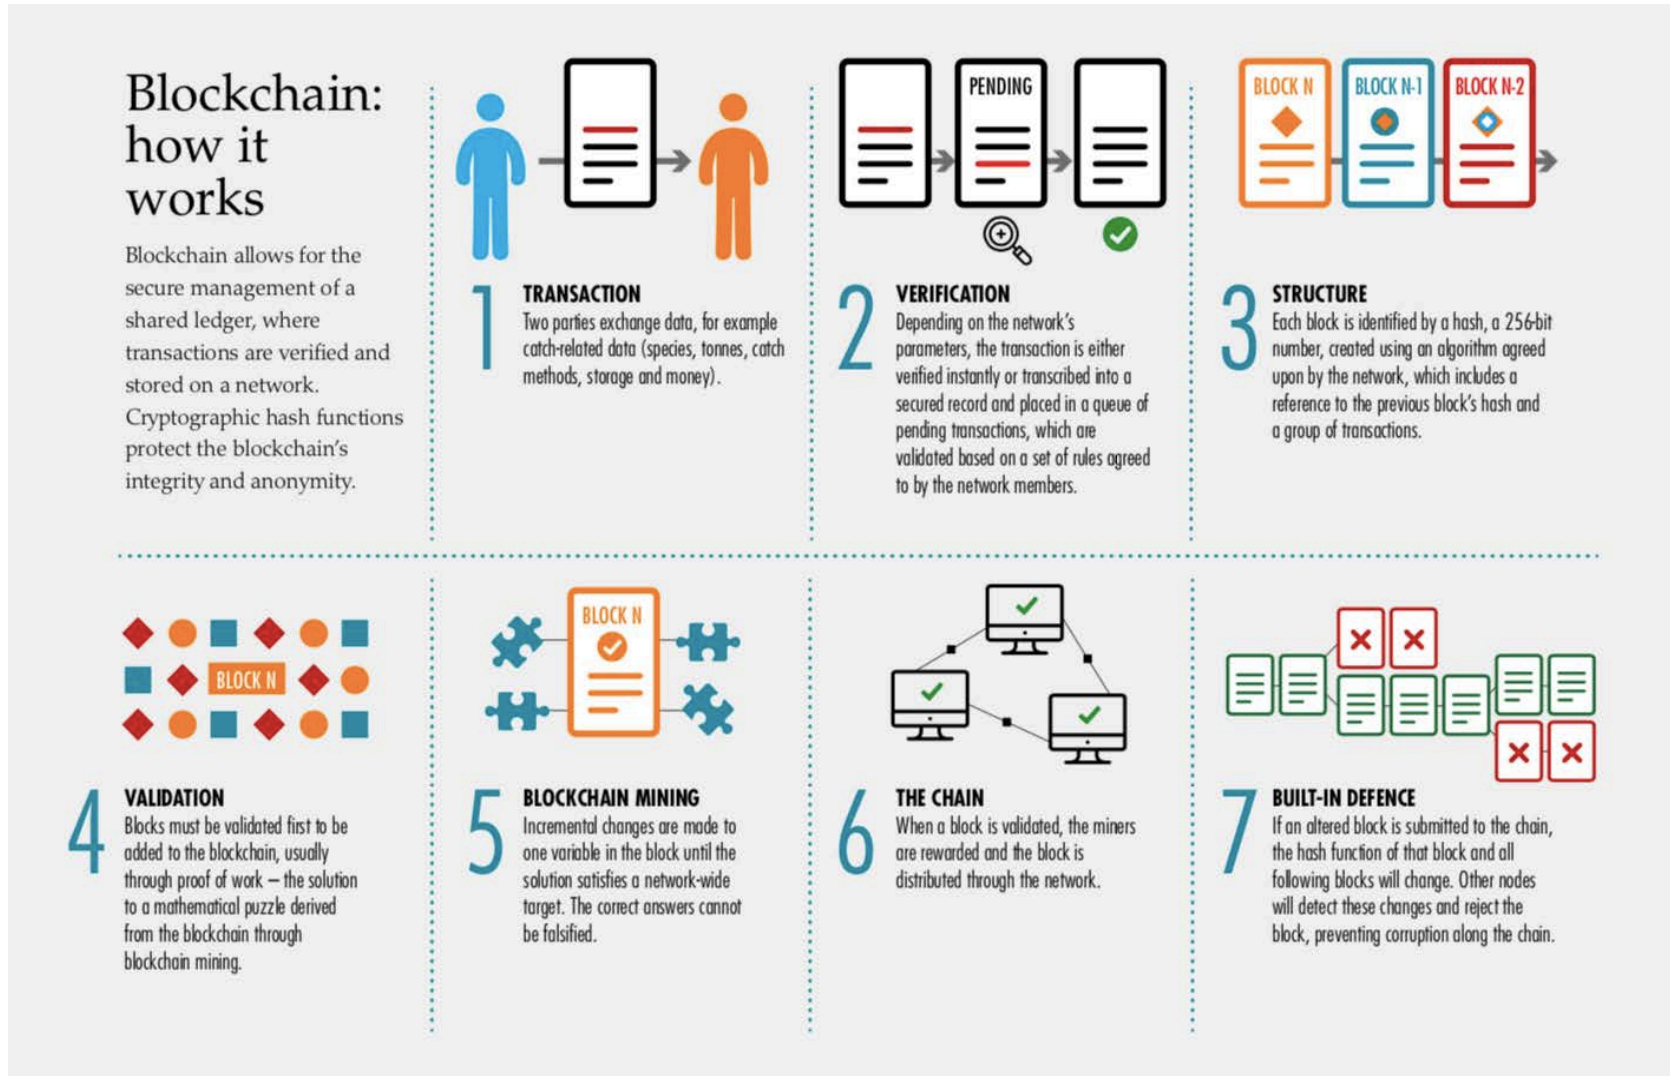 Blockchain:
how it
works
Blockchain allows for the
secure management of a
shared ledger, where
transactions are verified and
stored on a network.
Cryptographic hash functions
protect the blockchain's
integrity and anonymity.
1
TRANSACTION
Two parties exchange data, for example
catch-related data (species, tonnes, catch
methods, storage and money).
PENDING
2
VERIFICATION
Depending on the network's
parameters, the transaction is either
verified instantly or transcribed into a
secured record and placed in a queue of
pending transactions, which are
validated based on a set of rules agreed
to by the network members.
BLOCK N
BLOCK N-1
BLOCK N-2
3
STRUCTURE
Each block is identified by a hash, a 256-bit
number, created using an algorithm agreed
upon by the network, which includes a
reference to the previous block's hash and
a group of transactions.
BLOCK N
4
VALIDATION
Blocks must be validated first to be
added to the blockchain, usually
through proof of work – the solution
to a mathematical puzzle derived
from the blockchain through
blockchain mining.
BLOCK N
5
BLOCKCHAIN MINING
Incremental changes are made to
one variable in the block until the
solution satisfies a network-wide
target. The correct answers cannot
be falsified.
6
THE CHAIN
When a block is validated, the miners
are rewarded and the block is
distributed through the network.
7
BUILT-IN DEFENCE
If an altered block is submitted to the chain,
the hash function of that block and all
following blocks will change. Other nodes
will detect these changes and reject the
block, preventing corruption along the chain.